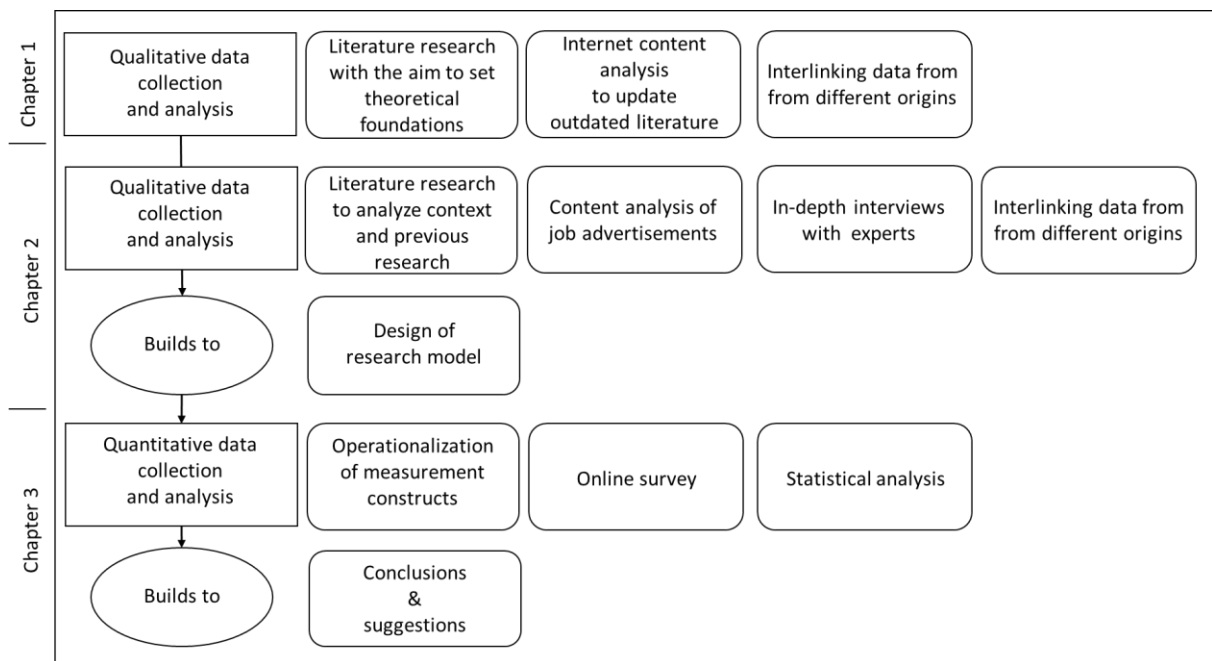 Chapter 1
Qualitative data
collection
and analysis
Literature research
with the aim to set
theoretical
foundations
Internet content
analysis
to update
outdated literature
Interlinking data from
from different origins
Chapter 2
Qualitative data
collection
and analysis
Literature research
to analyze context
and previous
research
Content analysis of
job advertisements
In-depth interviews
with experts
Interlinking data from
from different origins
Builds to
Design of
research model
Chapter 3
Quantitative data
collection
and analysis
Operationalization
of measurement
constructs
Online survey
Statistical analysis
Builds to
Conclusions
&
suggestions